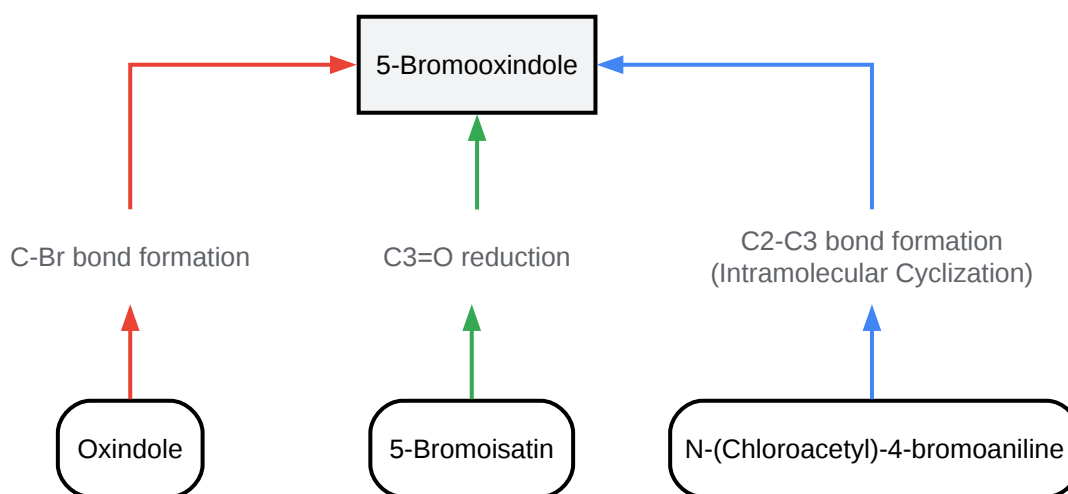 5-Bromooxindole
C-Br bond formation
C3=O reduction
C2-C3 bond formation
(Intramolecular Cyclization)
Oxindole
5-Bromoisatin
N-(Chloroacetyl)-4-bromoaniline